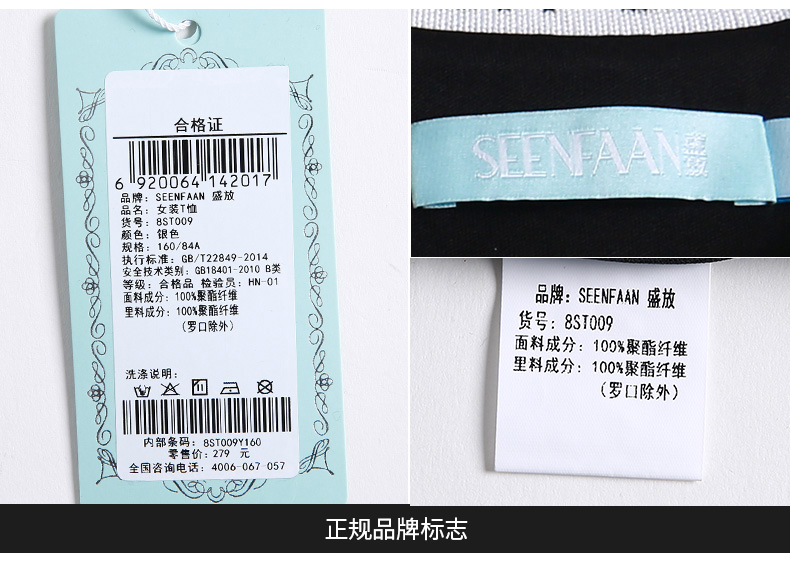 合格证
6 920064 142017
品牌: SEENFAAN 盛放
品名: 女装T恤
货号: 8ST009
颜色: 银色
规格: 160/84A
执行标准: GB/T22849-2014
安全技术类别: GB18401-2010 B类
等级: 合格品 检验员: HN-01
面料成分: 100%聚酯纤维
里料成分: 100%聚酯纤维
(罗口除外)
洗涤说明:
内部条码: 8ST009Y160
零售价: 279 元
全国咨询电话: 4006-067-057
SEENFAAN 盛放
品牌: SEENFAAN 盛放
货号: 8ST009
面料成分: 100%聚酯纤维
里料成分: 100%聚酯纤维
(罗口除外)
正规品牌标志